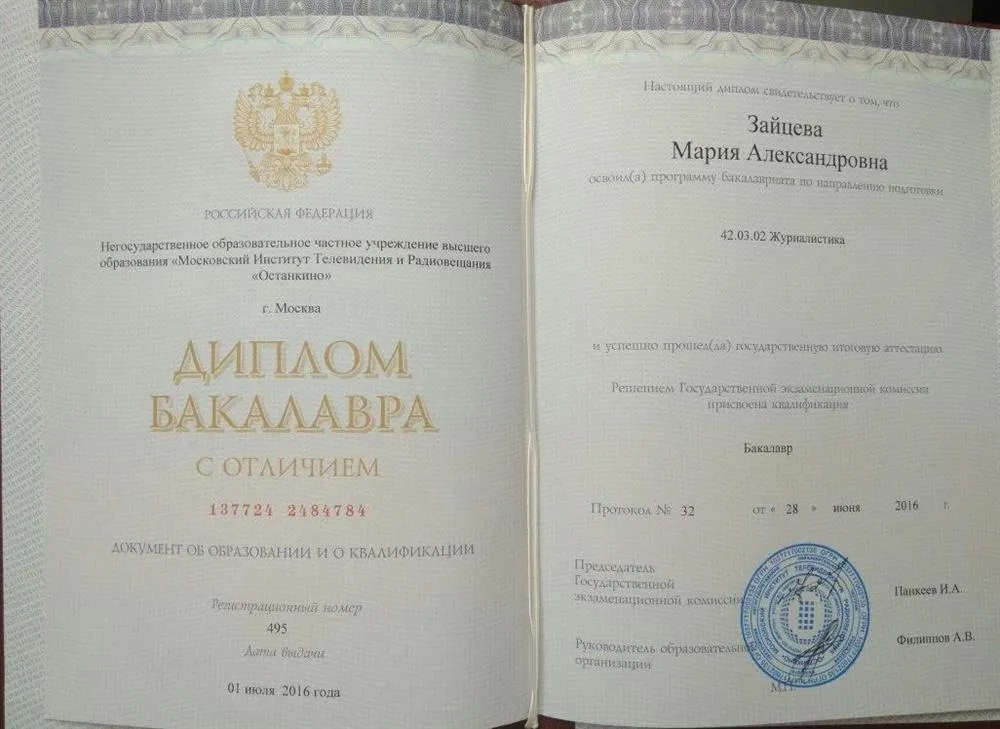 РОССИЙСКАЯ ФЕДЕРАЦИЯ
Негосударственное образовательное частное учреждение высшего
образования «Московский Институт Телевидения и Радиовещания
«Останкино»
г. Москва
ДИПЛОМ
БАКАЛАВРА
С ОТЛИЧИЕМ
137724 2484784
ДОКУМЕНТ ОБ ОБРАЗОВАНИИ И О КВАЛИФИКАЦИИ
Регистрационный номер
495
Дата выдачи
01 июля 2016 года
Настоящий диплом свидетельствует о том, что
Зайцева
Мария Александровна
освоил(а) программу бакалавриата по направлению подготовки
42.03.02 Журналистика
и успешно прошел(ла) государственную итоговую аттестацию.
Решением Государственной экзаменационной комиссии
присвоена квалификация
Бакалавр
Протокол № 32 от « 28 » июня 2016 г.
Председатель
Государственной
экзаменационной комиссии Панкеев И.А.
Руководитель образовательной Филиппов А.В.
организации
М.П.